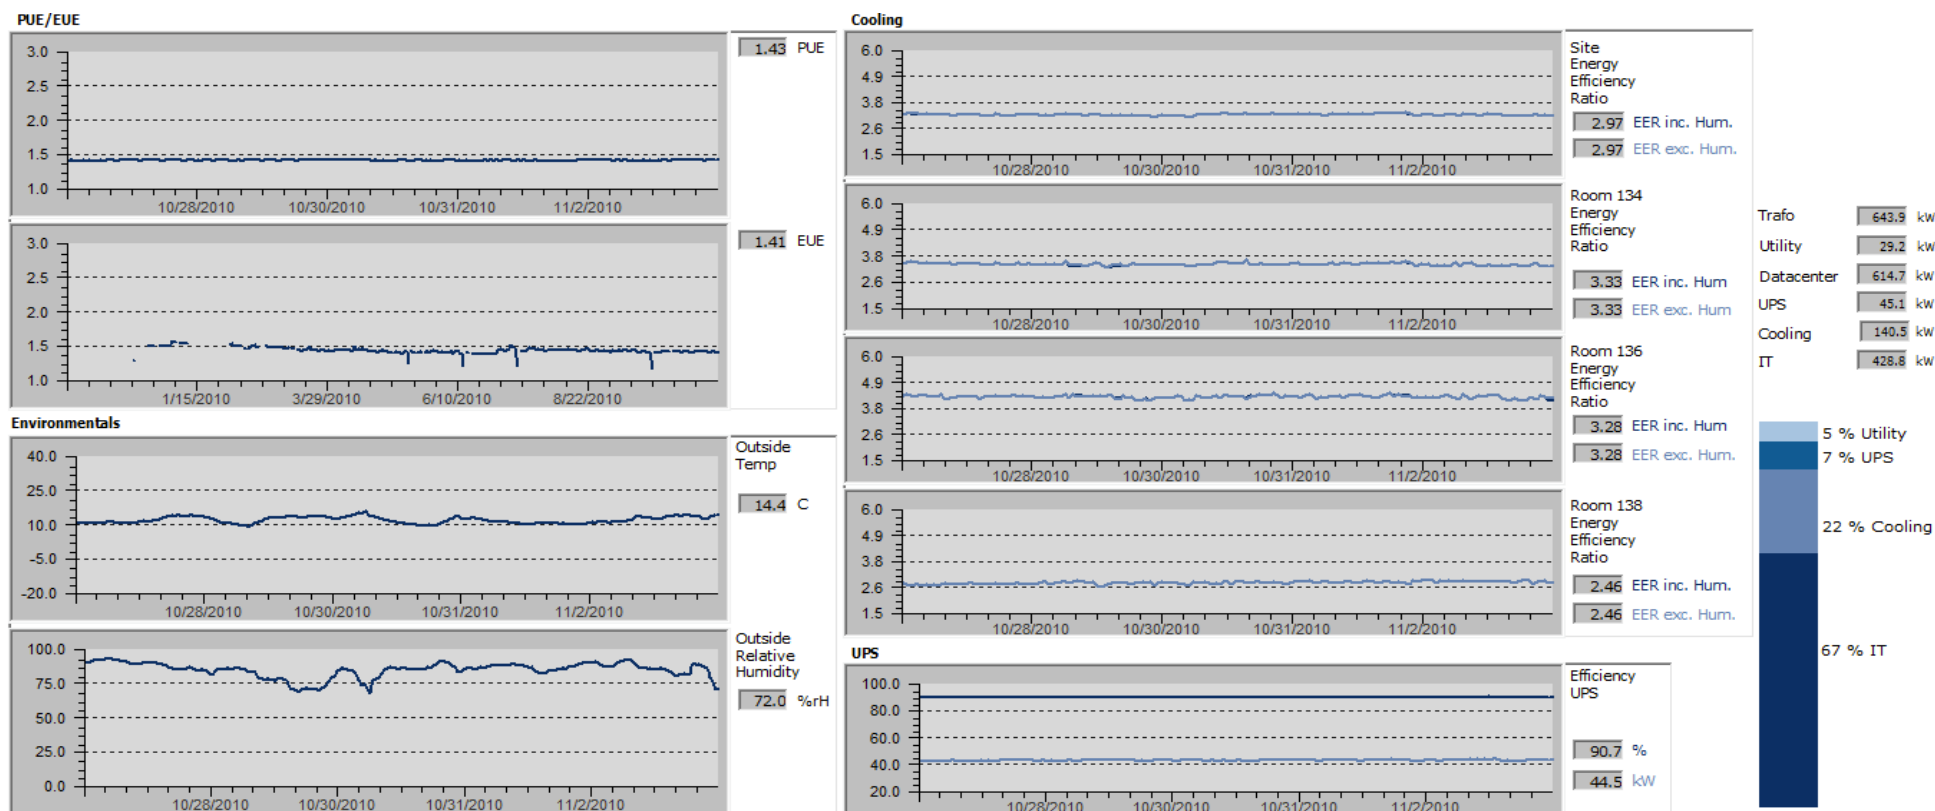 PUE/EUE
3.0
2.5
2.0
1.5
1.0
10/28/2010 10/30/2010 10/31/2010 11/2/2010
1.43 PUE
3.0
2.5
2.0
1.5
1.0
1/15/2010 3/29/2010 6/10/2010 8/22/2010
1.41 EUE
Environmentals
40.0
25.0
10.0
-5.0
-20.0
10/28/2010 10/30/2010 10/31/2010 11/2/2010
Outside
Temp
14.4 C
100.0
75.0
50.0
25.0
0.0
10/28/2010 10/30/2010 10/31/2010 11/2/2010
Outside
Relative
Humidity
72.0 %rH
Cooling
6.0
4.9
3.8
2.6
1.5
10/28/2010 10/30/2010 10/31/2010 11/2/2010
Site
Energy
Efficiency
Ratio
2.97 EER inc. Hum.
2.97 EER exc. Hum.
6.0
4.9
3.8
2.6
1.5
10/28/2010 10/30/2010 10/31/2010 11/2/2010
Room 134
Energy
Efficiency
Ratio
3.33 EER inc. Hum
3.33 EER exc. Hum
6.0
4.9
3.8
2.6
1.5
10/28/2010 10/30/2010 10/31/2010 11/2/2010
Room 136
Energy
Efficiency
Ratio
3.28 EER inc. Hum
3.28 EER exc. Hum.
6.0
4.9
3.8
2.6
1.5
10/28/2010 10/30/2010 10/31/2010 11/2/2010
Room 138
Energy
Efficiency
Ratio
2.46 EER inc. Hum.
2.46 EER exc. Hum.
UPS
100.0
80.0
60.0
40.0
20.0
10/28/2010 10/30/2010 10/31/2010 11/2/2010
Efficiency
UPS
90.7 %
44.5 kW
Trafo 643.9 kW
Utility 29.2 kW
Datacenter 614.7 kW
UPS 45.1 kW
Cooling 140.5 kW
IT 428.8 kW
5 % Utility
7 % UPS
22 % Cooling
67 % IT